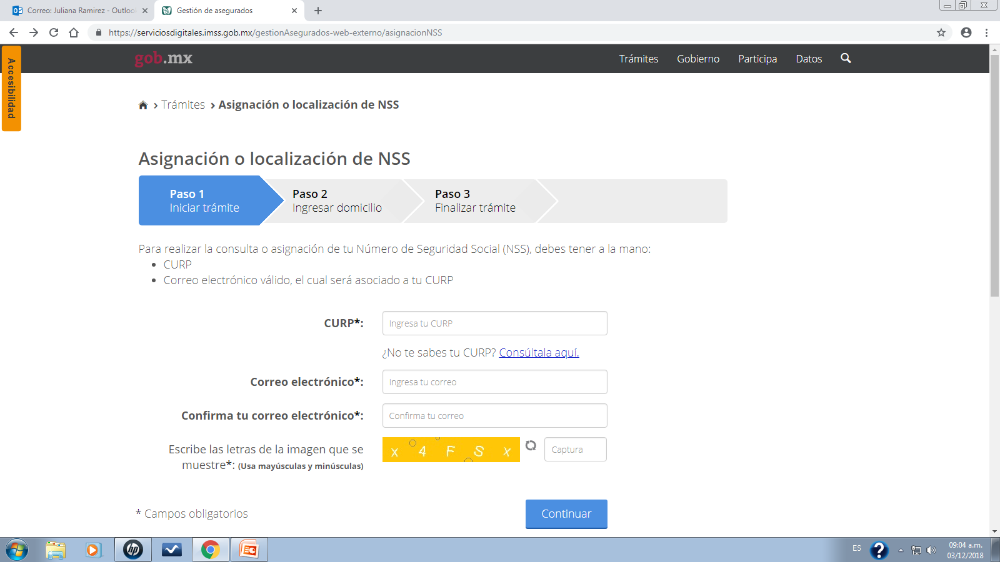 Correo: Juliana Ramirez - Outloo
Gestión de asegurados
https://serviciosdigitales.imss.gob.mx/gestionAsegurados-web-externo/asignacionNSS
Accesibilidad
gob.mx
Trámites Gobierno Participa Datos
Trámites Asignación o localización de NSS
Asignación o localización de NSS
Paso 1
Iniciar trámite
Paso 2
Ingresar domicilio
Paso 3
Finalizar trámite
Para realizar la consulta o asignación de tu Número de Seguridad Social (NSS), debes tener a la mano:
• CURP
• Correo electrónico válido, el cual será asociado a tu CURP
CURP*: Ingresa tu CURP
¿No te sabes tu CURP? Consúltala aquí.
Correo electrónico*: Ingresa tu correo
Confirma tu correo electrónico*: Confirma tu correo
Escribe las letras de la imagen que se
muestre*: (Usa mayúsculas y minúsculas)
x 4 F S x
Captura
* Campos obligatorios
Continuar
hp
ES
?
09:04 a.m.
03/12/2018